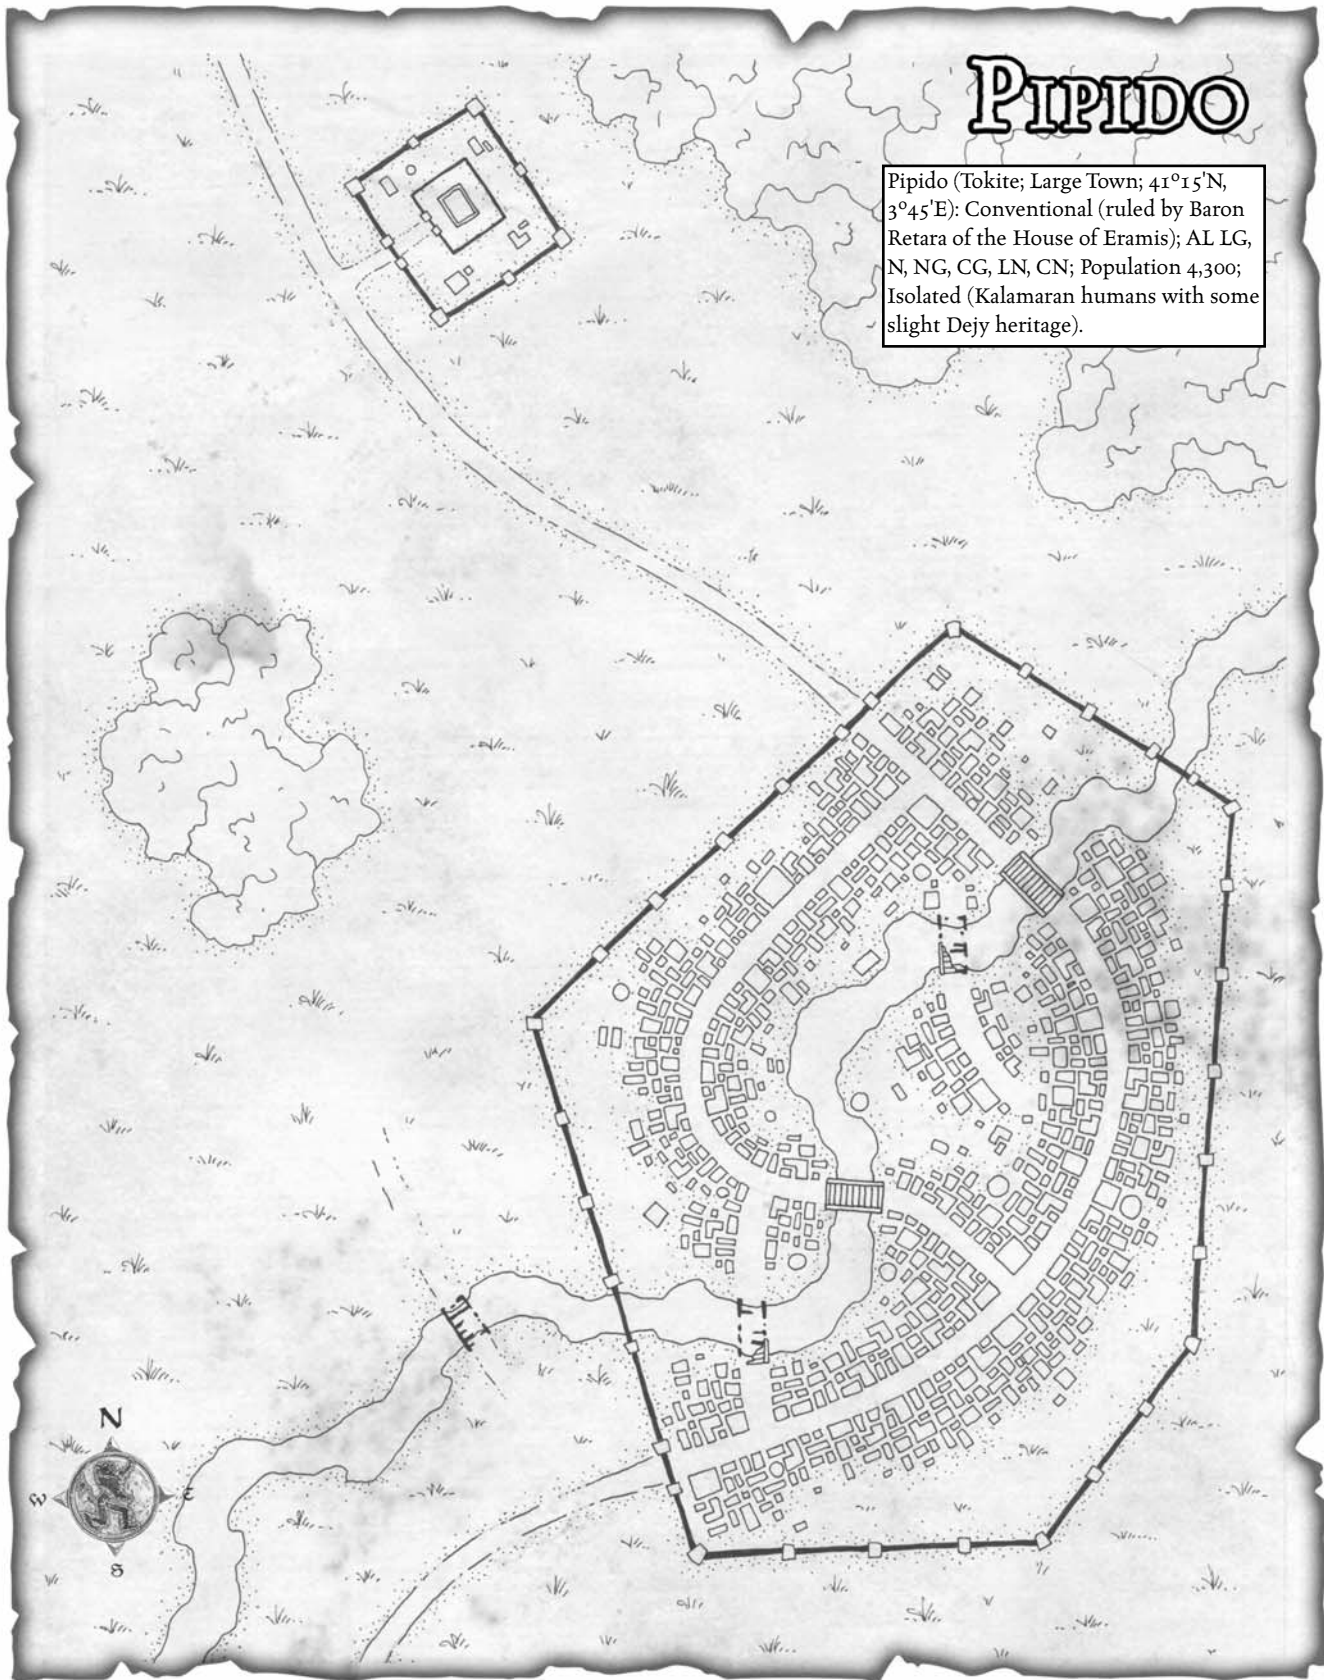 PIPIDO
Pipido (Tokite; Large Town; 41°15'N,
3°45'E): Conventional (ruled by Baron
Retara of the House of Eramis); AL LG,
N, NG, CG, LN, CN; Population 4,300;
Isolated (Kalamaran humans with some
slight Dejy heritage).
N
W E
S